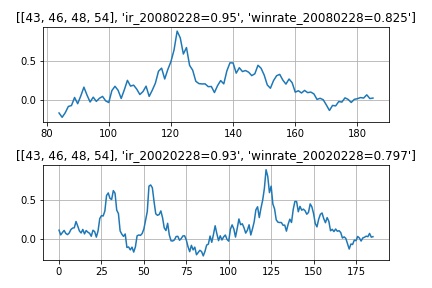 [[43, 46, 48, 54], 'ir_20080228=0.95', 'winrate_20080228=0.825']
0.5
0.0
80 100 120 140 160 180
[[43, 46, 48, 54], 'ir_20020228=0.93', 'winrate_20020228=0.797']
0.5
0.0
0 25 50 75 100 125 150 175